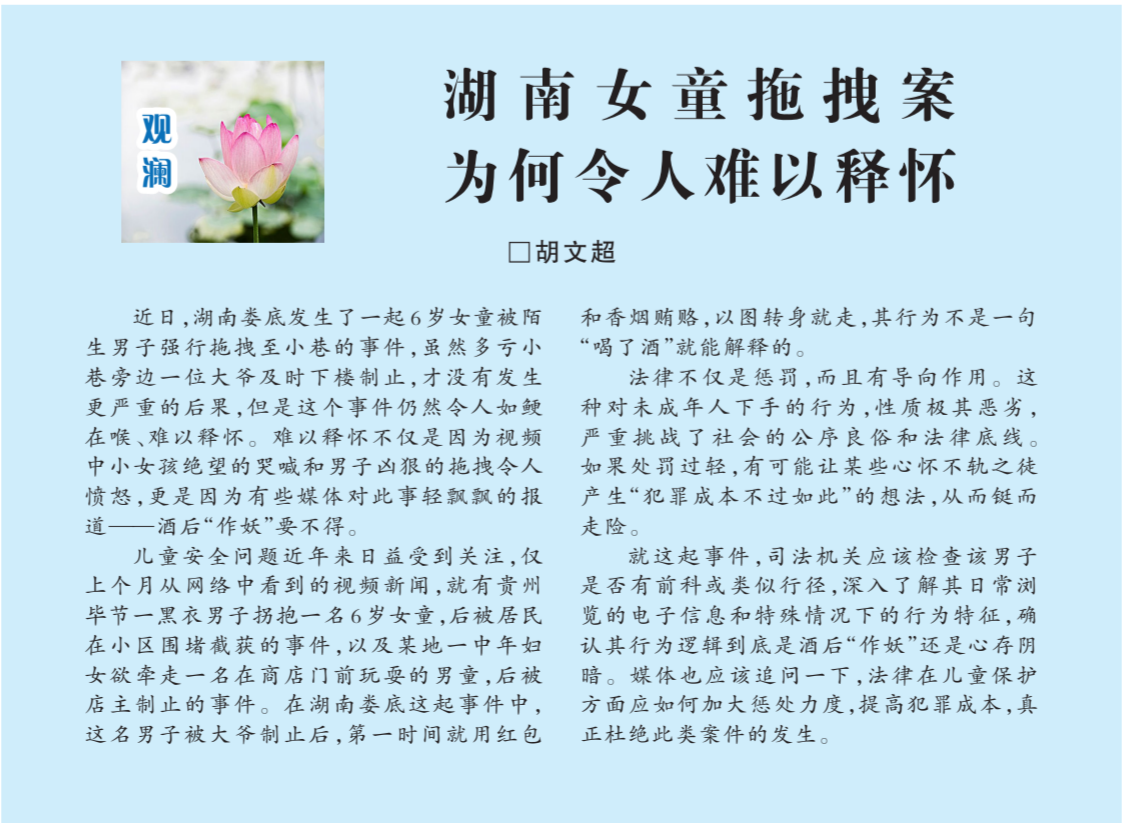 观
澜
湖南女童拖拽案
为何令人难以释怀
□胡文超
近日,湖南娄底发生了一起6岁女童被陌
生男子强行拖拽至小巷的事件,虽然多亏小
巷旁边一位大爷及时下楼制止,才没有发生
更严重的后果,但是这个事件仍然令人如鲠
在喉、难以释怀。难以释怀不仅是因为视频
中小女孩绝望的哭喊和男子凶狠的拖拽令人
愤怒,更是因为有些媒体对此事轻飘飘的报
道——酒后“作妖”要不得。
儿童安全问题近年来日益受到关注,仅
上个月从网络中看到的视频新闻,就有贵州
毕节一黑衣男子拐抱一名6岁女童,后被居民
在小区围堵截获的事件,以及某地一中年妇
女欲牵走一名在商店门前玩耍的男童,后被
店主制止的事件。在湖南娄底这起事件中,
这名男子被大爷制止后,第一时间就用红包
和香烟贿赂,以图转身就走,其行为不是一句
“喝了酒”就能解释的。
法律不仅是惩罚,而且有导向作用。这
种对未成年人下手的行为,性质极其恶劣,
严重挑战了社会的公序良俗和法律底线。
如果处罚过轻,有可能让某些心怀不轨之徒
产生“犯罪成本不过如此”的想法,从而铤而
走险。
就这起事件,司法机关应该检查该男子
是否有前科或类似行径,深入了解其日常浏
览的电子信息和特殊情况下的行为特征,确
认其行为逻辑到底是酒后“作妖”还是心存阴
暗。媒体也应该追问一下,法律在儿童保护
方面应如何加大惩处力度,提高犯罪成本,真
正杜绝此类案件的发生。